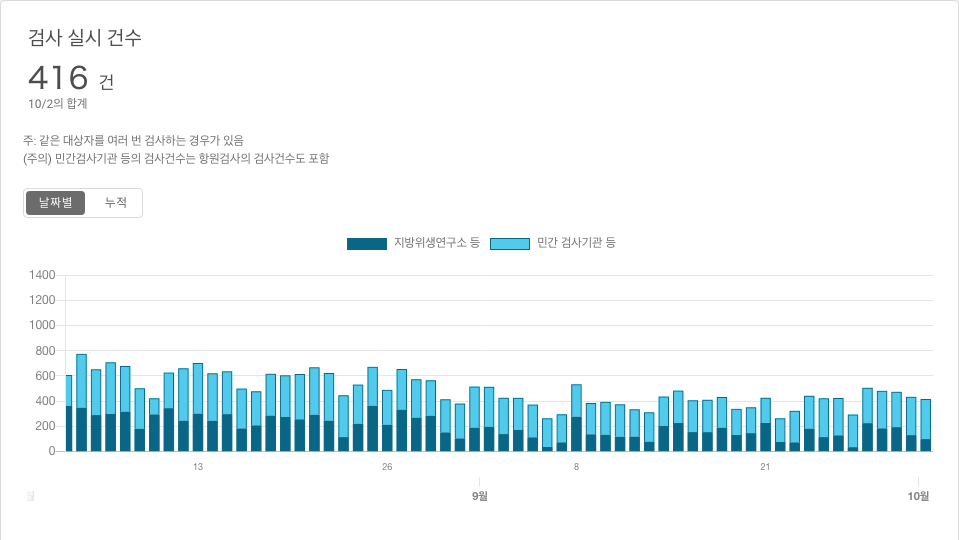 검사 실시 건수
416 건
10/2의 합계
주: 같은 대상자를 여러 번 검사하는 경우가 있음
(주의) 민간검사기관 등의 검사건수는 항원검사의 검사건수도 포함
날짜별 누적
지방위생연구소 등 민간 검사기관 등
1400
1200
1000
800
600
400
200
0
13 26 8 21
월 9월 10월